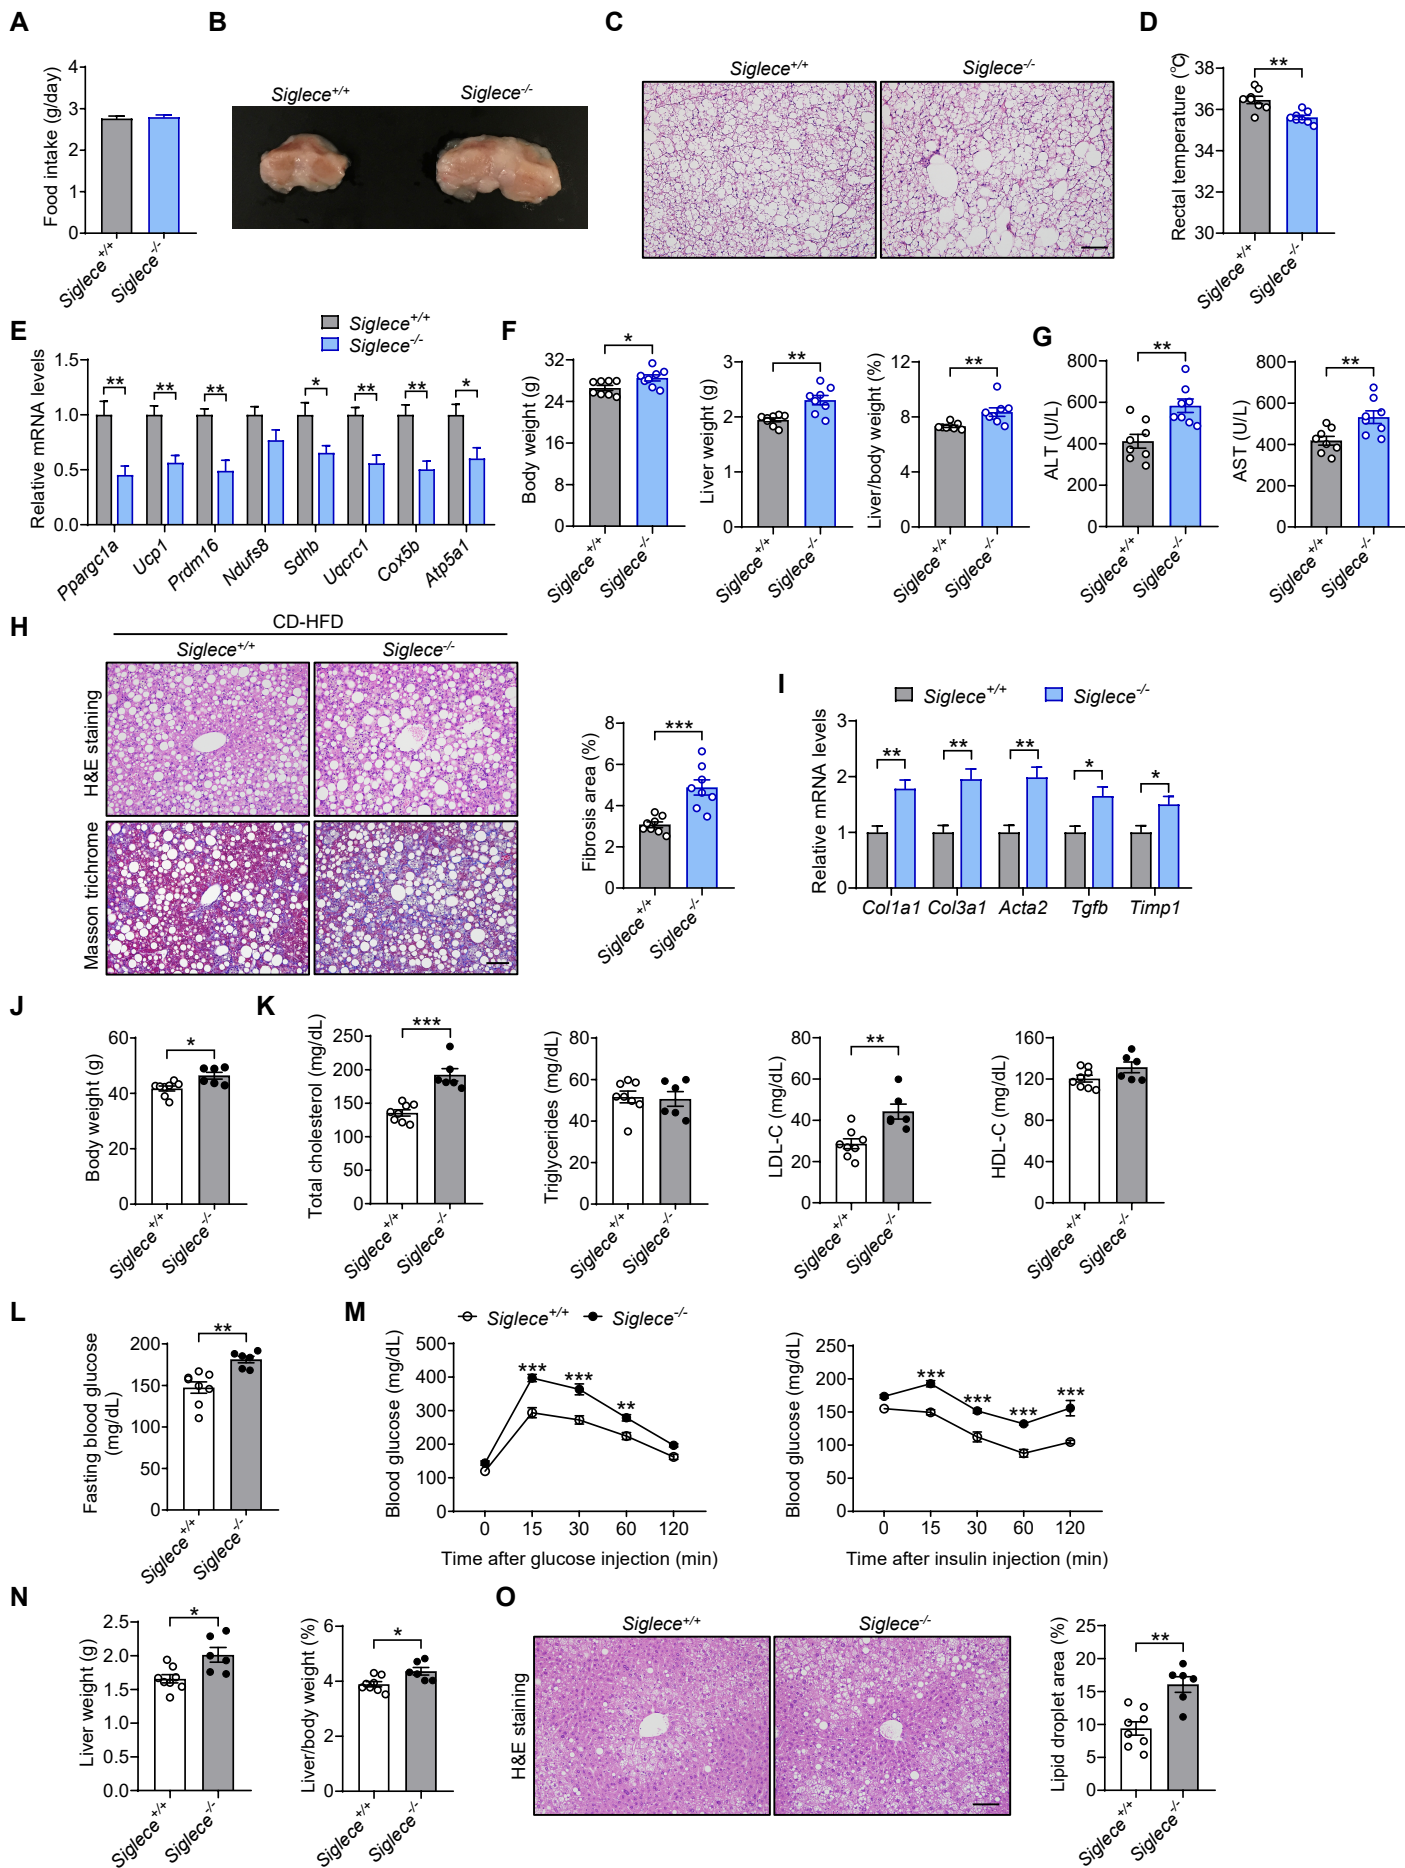 A
Food intake (g/day)
4
3
2
1
0
Siglece+/+
Siglece-/-
B
Siglece+/+
Siglece-/-
C
Siglece+/+
Siglece-/-
D
Rectal temperature (°C)
38
36
34
32
30
**
Siglece+/+
Siglece-/-
E
Siglece+/+
Siglece-/-
Relative mRNA levels
1.5
1.0
0.5
0.0
** ** ** * ** ** *
Ppargc1a
Ucp1
Prdm16
Ndufs8
Sdhb
Uqcrc1
Cox5b
Atp5a1
F
Body weight (g)
32
24
16
8
0
*
Siglece+/+
Siglece-/-
Liver weight (g)
3
2
1
0
**
Siglece+/+
Siglece-/-
Liver/body weight (%)
12
8
4
0
**
Siglece+/+
Siglece-/-
G
ALT (U/L)
800
600
400
200
0
**
Siglece+/+
Siglece-/-
AST (U/L)
800
600
400
200
0
**
Siglece+/+
Siglece-/-
H
CD-HFD
Siglece+/+
Siglece-/-
H&E staining
Masson trichrome
Fibrosis area (%)
8
6
4
2
0
***
Siglece+/+
Siglece-/-
I
Siglece+/+
Siglece-/-
Relative mRNA levels
3
2
1
0
** ** ** * *
Col1a1 Col3a1 Acta2 Tgfb Timp1
J
Body weight (g)
60
40
20
0
*
Siglece+/+
Siglece-/-
K
Total cholesterol (mg/dL)
250
200
150
100
50
0
***
Siglece+/+
Siglece-/-
Triglycerides (mg/dL)
80
60
40
20
0
Siglece+/+
Siglece-/-
LDL-C (mg/dL)
80
60
40
20
0
**
Siglece+/+
Siglece-/-
HDL-C (mg/dL)
160
120
80
40
0
Siglece+/+
Siglece-/-
L
Fasting blood glucose
(mg/dL)
200
150
100
50
0
**
Siglece+/+
Siglece-/-
M
Siglece+/+
Siglece-/-
Blood glucose (mg/dL)
500
400
300
200
100
0
*** *** **
0 15 30 60 120
Time after glucose injection (min)
Blood glucose (mg/dL)
250
200
150
100
50
0
*** *** *** ***
0 15 30 60 120
Time after insulin injection (min)
N
Liver weight (g)
2.5
2.0
1.5
1.0
0.5
0.0
*
Siglece+/+
Siglece-/-
Liver/body weight (%)
6
4
2
0
*
Siglece+/+
Siglece-/-
O
Siglece+/+
Siglece-/-
H&E staining
Lipid droplet area (%)
25
20
15
10
5
0
**
Siglece+/+
Siglece-/-